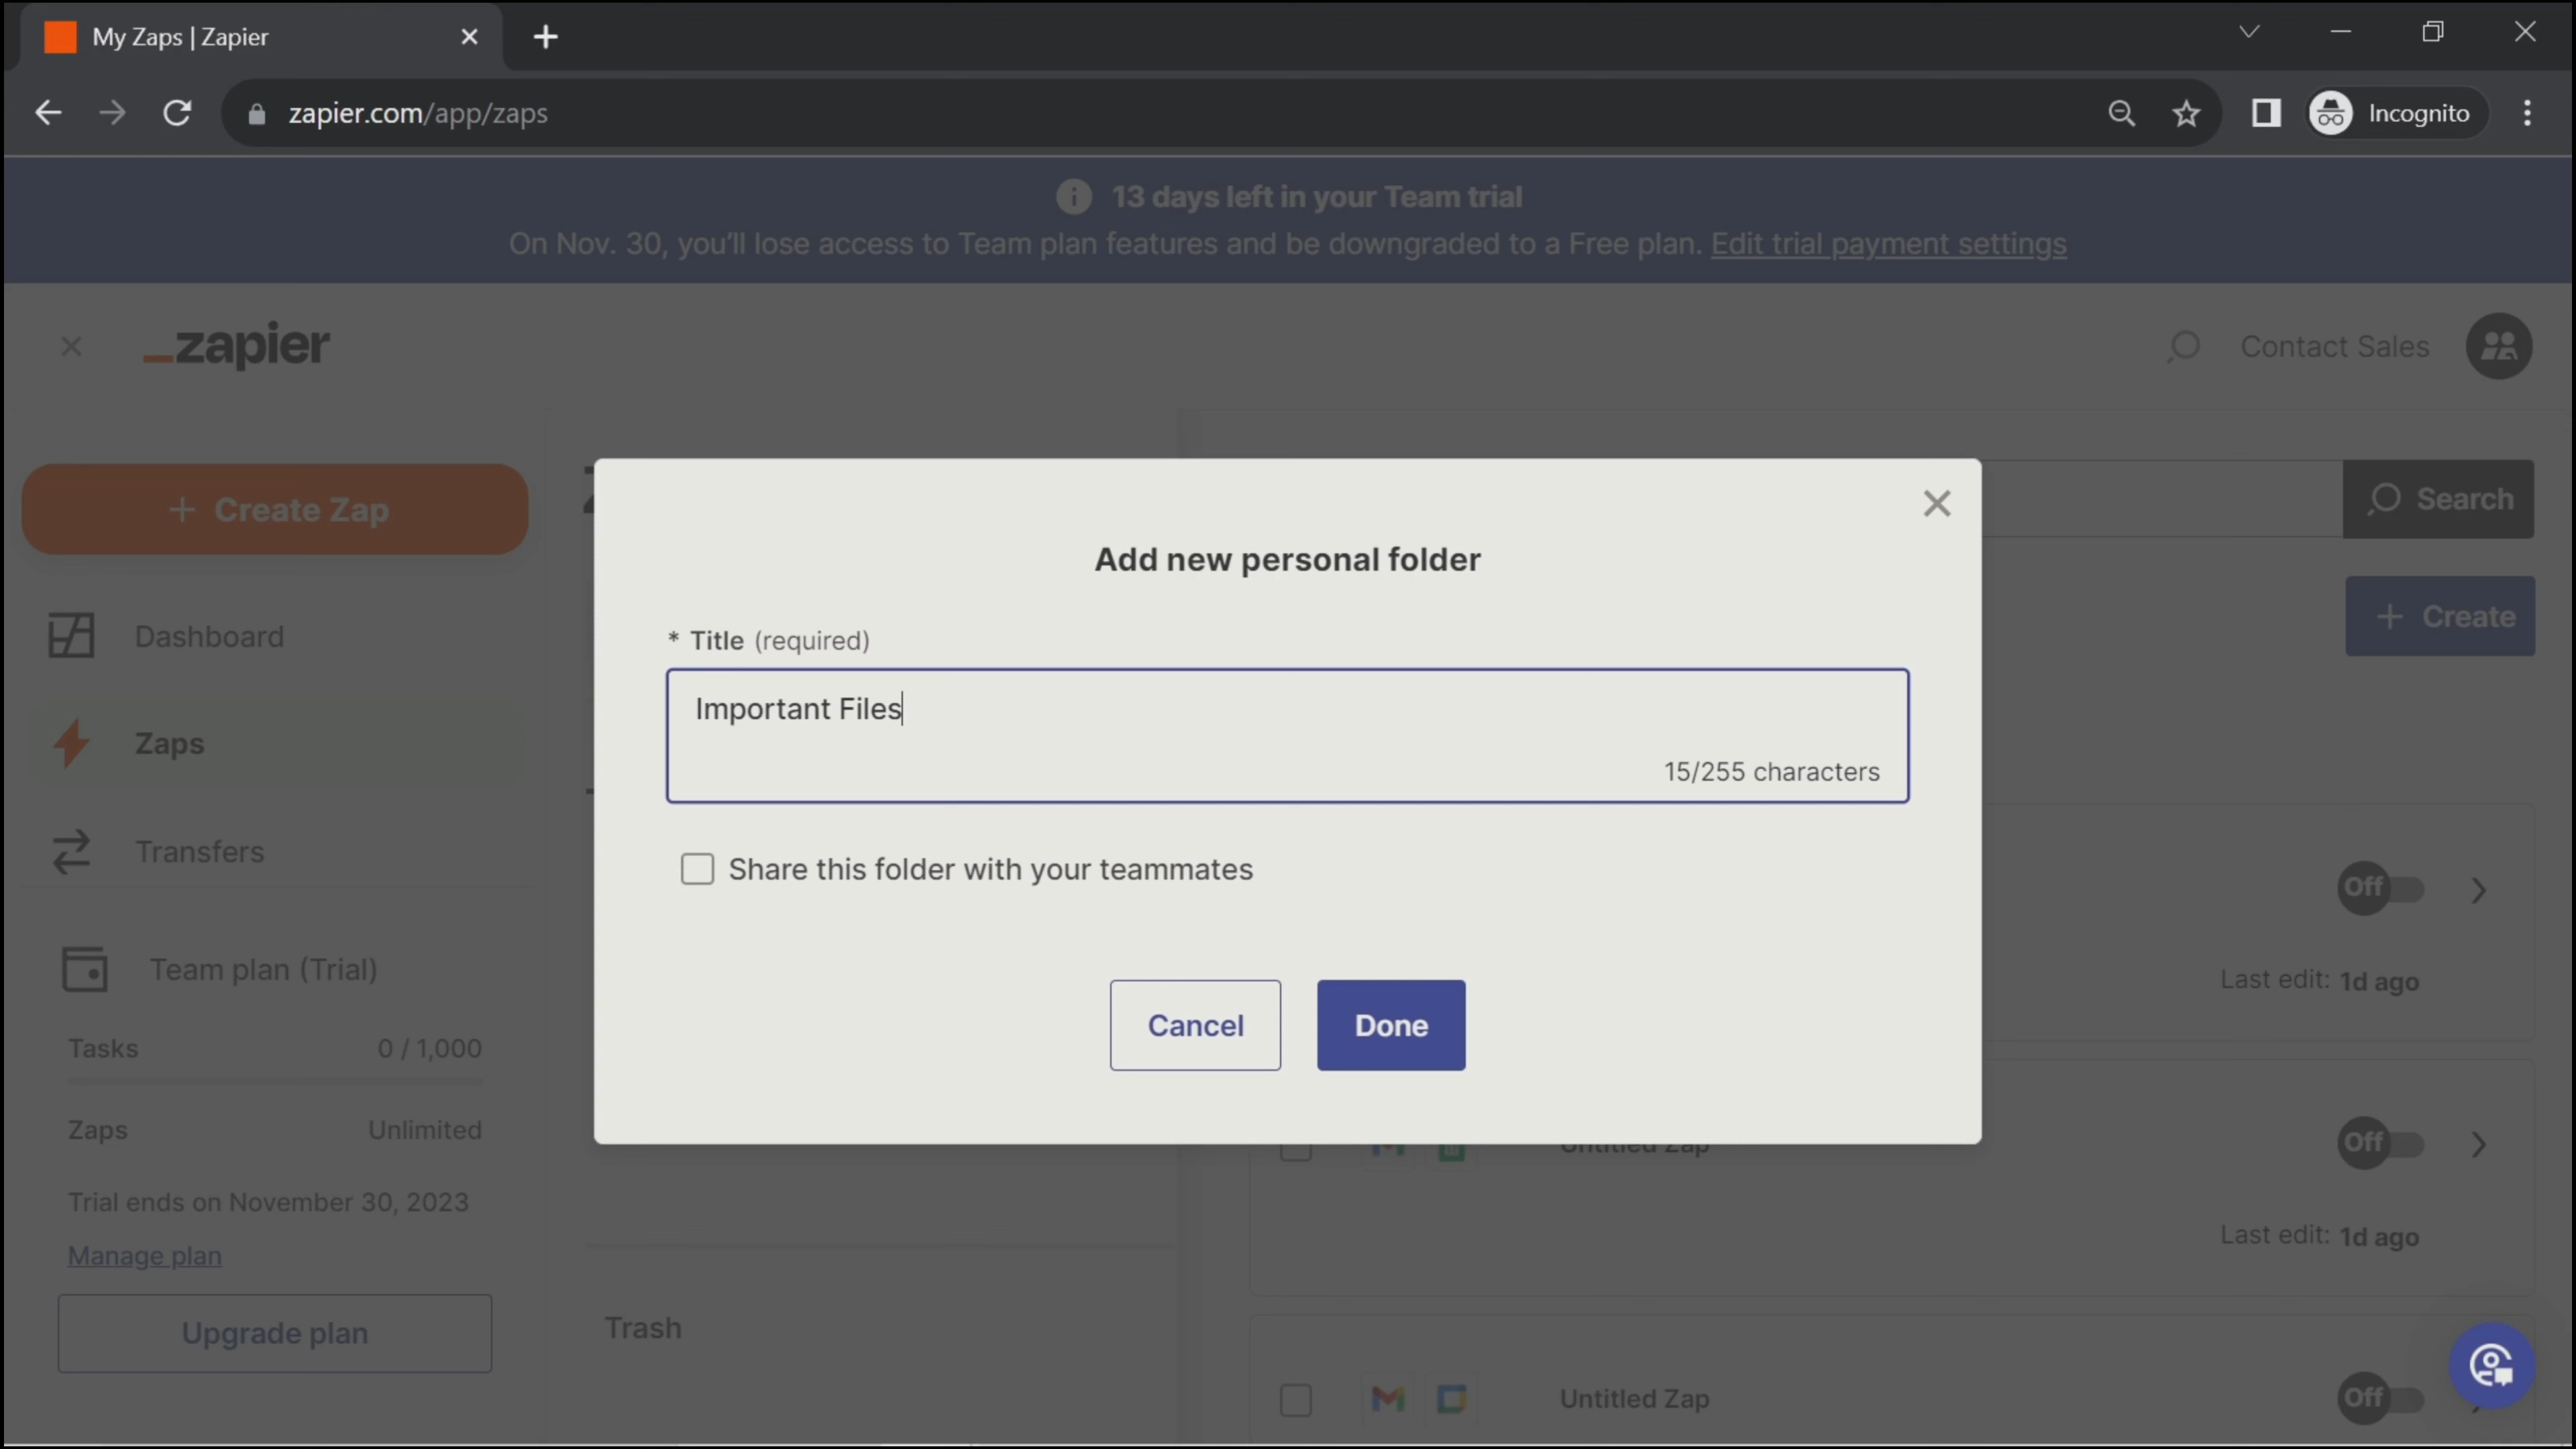 My Zaps | Zapier
zapier.com/app/zaps
Incognito
13 days left in your Team trial
On Nov. 30, you'll lose access to Team plan features and be downgraded to a Free plan. Edit trial payment settings
zapier
Contact Sales
Create Zap
Search
Add new personal folder
* Title (required)
Create
Dashboard
Important Files
Zaps
15/255 characters
Transfers
Share this folder with your teammates
Off
Team plan (Trial)
Last edit: 1d ago
Cancel
Done
Tasks 0 / 1,000
Zaps Unlimited
Untitled Zap
Off
Trial ends on November 30, 2023
Last edit: 1d ago
Manage plan
Upgrade plan
Trash
Untitled Zap
Off